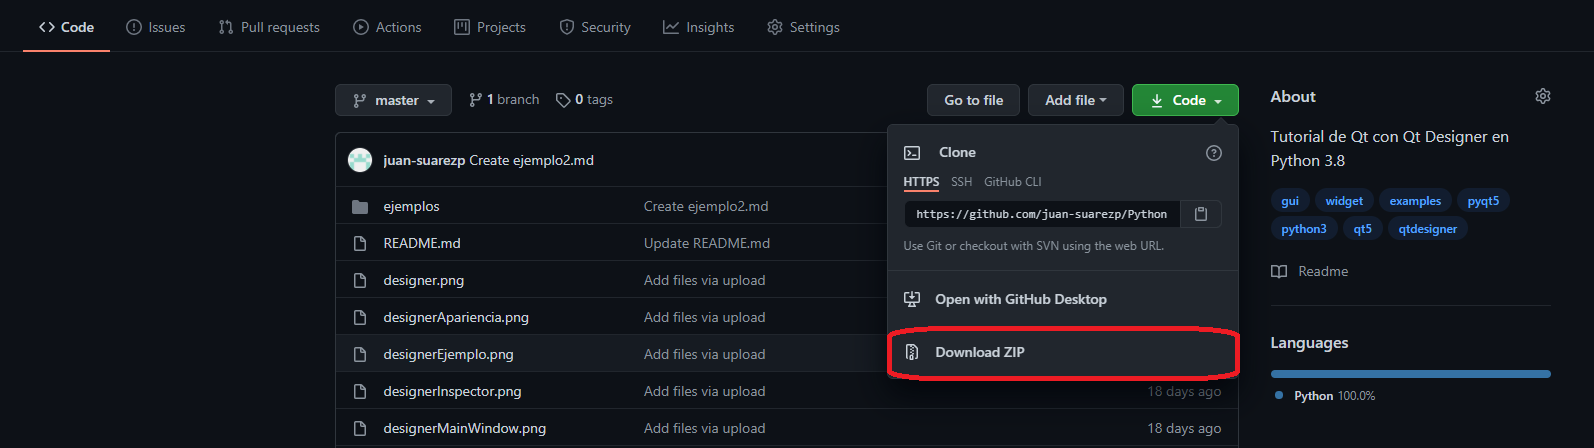 Code Issues Pull requests Actions Projects Security Insights Settings
master 1 branch 0 tags Go to file Add file Code
juan-suarezp Create ejemplo2.md
ejemplos Create ejemplo2.md
README.md Update README.md
designer.png Add files via upload
designerApariencia.png Add files via upload
designerEjemplo.png Add files via upload
designerInspector.png Add files via upload 18 days ago
designerMainWindow.png Add files via upload 18 days ago
Clone
HTTPS SSH GitHub CLI
https://github.com/juan-suarezp/Python
Use Git or checkout with SVN using the web URL.
Open with GitHub Desktop
Download ZIP
About
Tutorial de Qt con Qt Designer en
Python 3.8
gui widget examples pyqt5
python3 qt5 qtdesigner
Readme
Languages
Python 100.0%